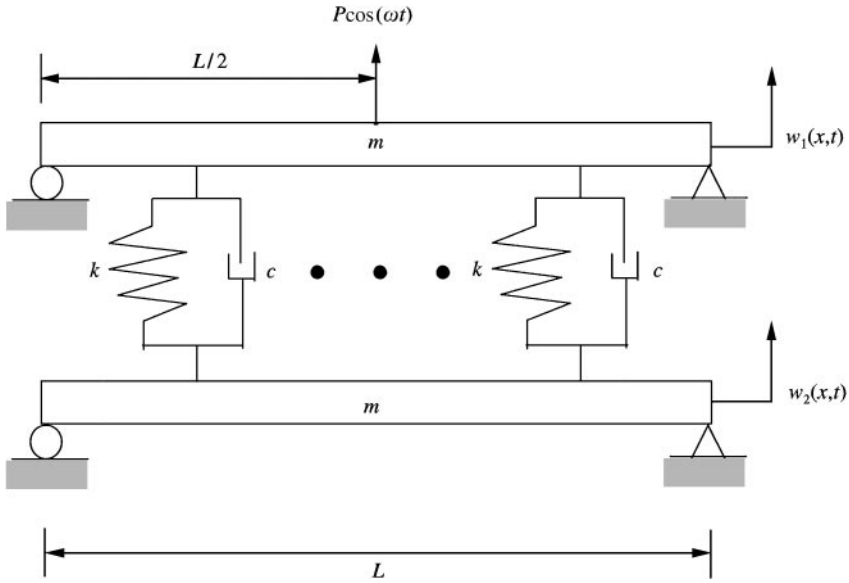 Pcos(ωt)
L/2
m
w₁(x,t)
k
c
k
c
m
w₂(x,t)
L